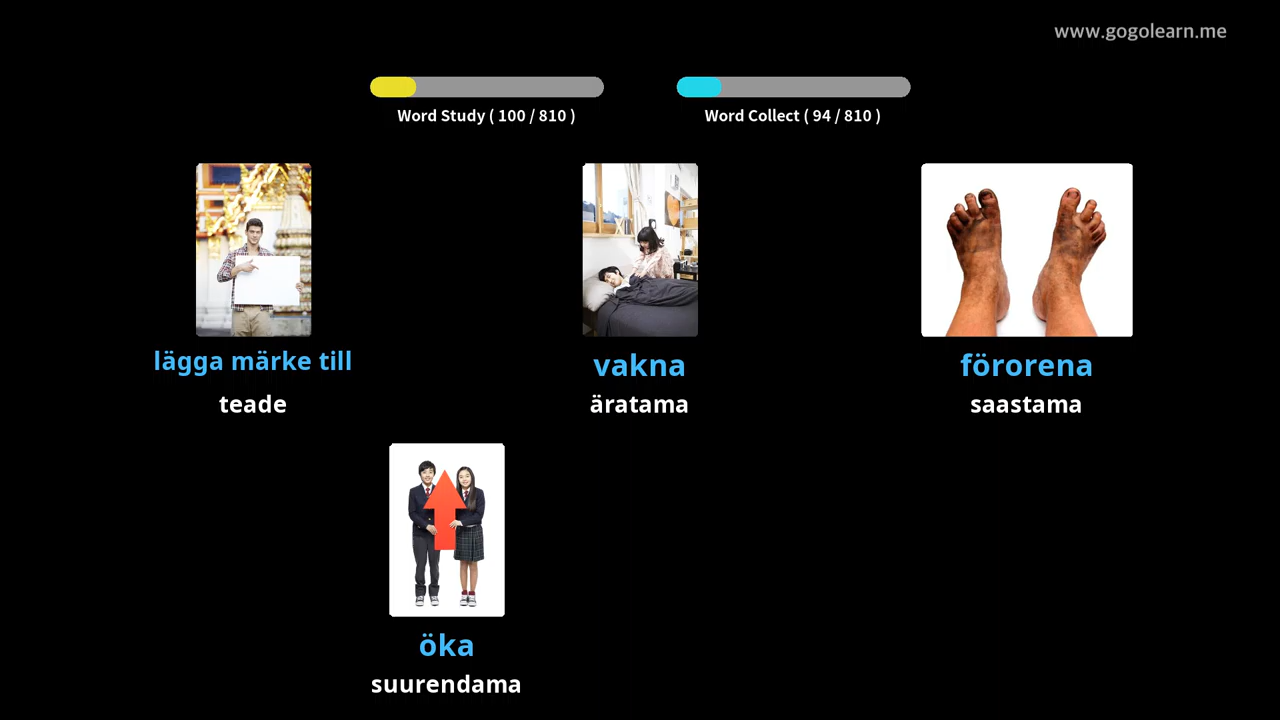 www.gogolearn.me
Word Study ( 100 / 810 )
Word Collect ( 94 / 810 )
lägga märke till
vakna
förorena
teade
äratama
saastama
öka
suurendama